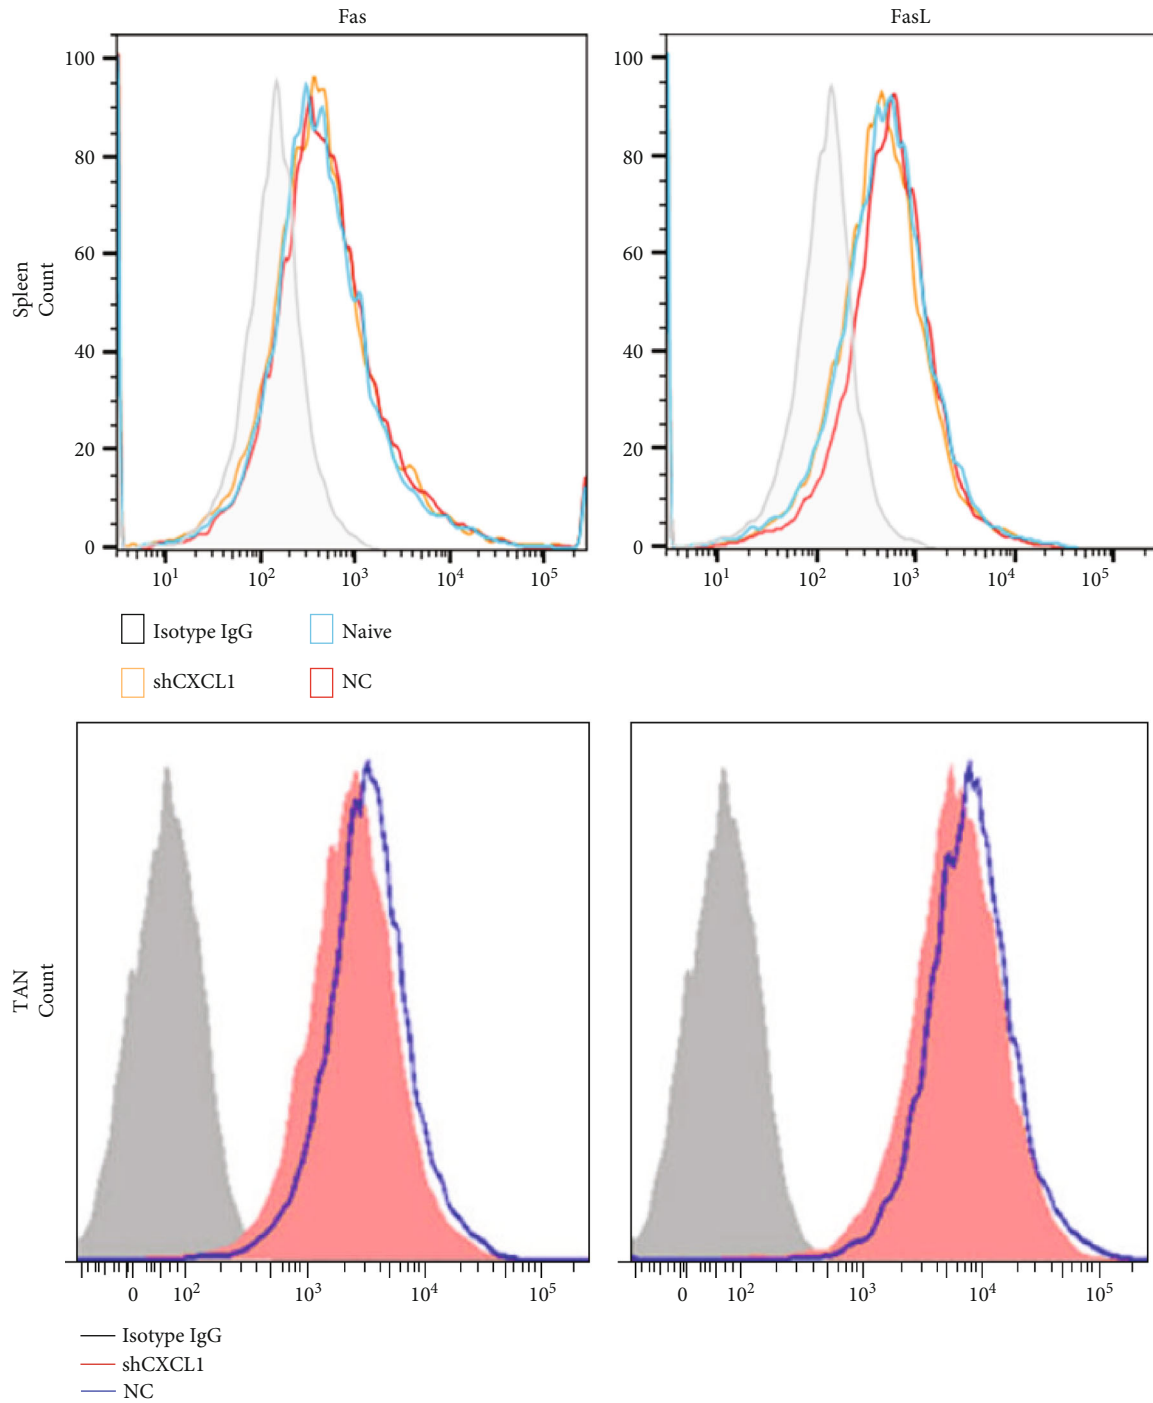 Fas
FasL
100
80
60
40
20
0
Spleen
Count
10¹ 10² 10³ 10⁴ 10⁵
100
80
60
40
20
0
10¹ 10² 10³ 10⁴ 10⁵
Isotype IgG
Naive
shCXCL1
NC
TAN
Count
0 10² 10³ 10⁴ 10⁵
0 10² 10³ 10⁴ 10⁵
Isotype IgG
shCXCL1
NC